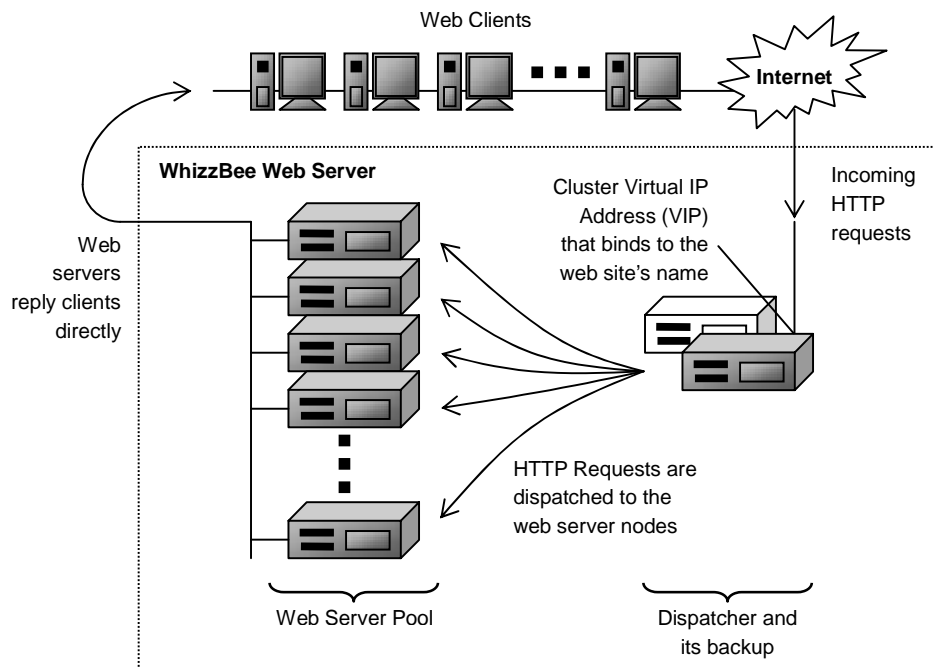 Web Clients
Internet
WhizzBee Web Server
Cluster Virtual IP
Address (VIP)
that binds to the
web site's name
Incoming
HTTP
requests
Web
servers
reply clients
directly
HTTP Requests are
dispatched to the
web server nodes
Web Server Pool
Dispatcher and
its backup